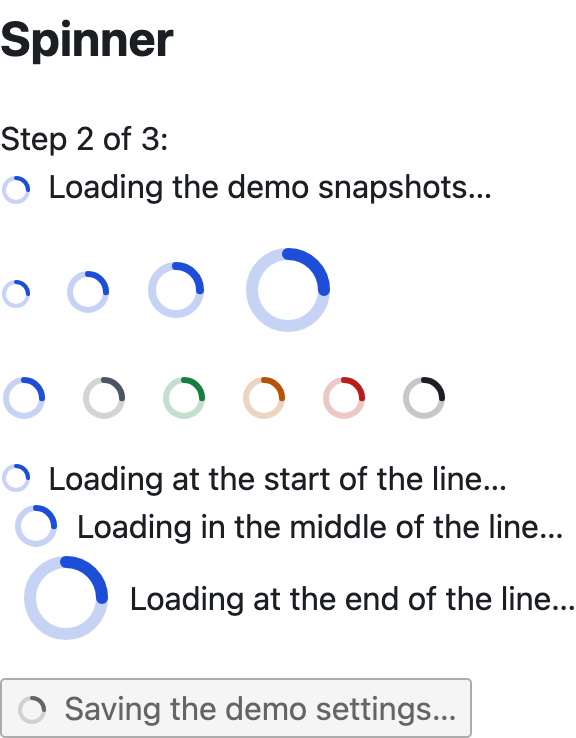 Spinner
Step 2 of 3:
Loading the demo snapshots...
Loading at the start of the line...
Loading in the middle of the line...
Loading at the end of the line...
Saving the demo settings...